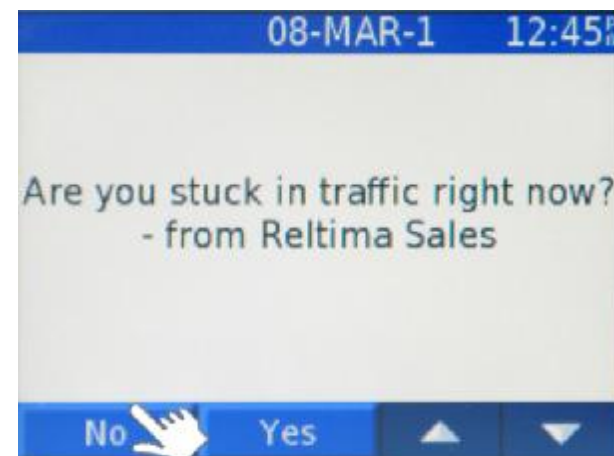 08-MAR-1 12:45
Are you stuck in traffic right now?
- from Reltima Sales
No Yes